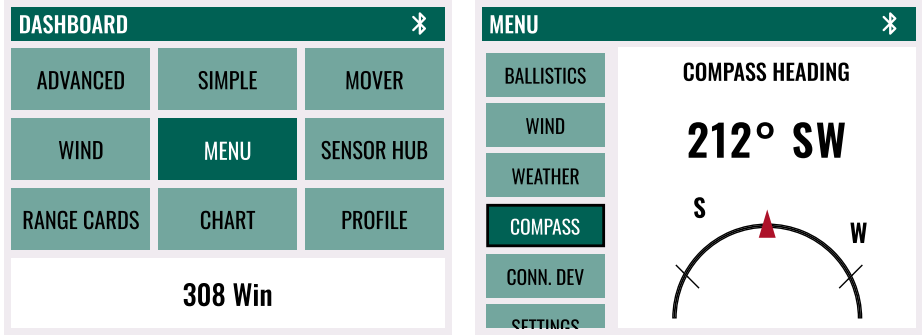 DASHBOARD
ADVANCED SIMPLE MOVER
WIND MENU SENSOR HUB
RANGE CARDS CHART PROFILE
308 Win
MENU
BALLISTICS
WIND
WEATHER
COMPASS
CONN. DEV
SETTINGS
COMPASS HEADING
212° SW
S
W